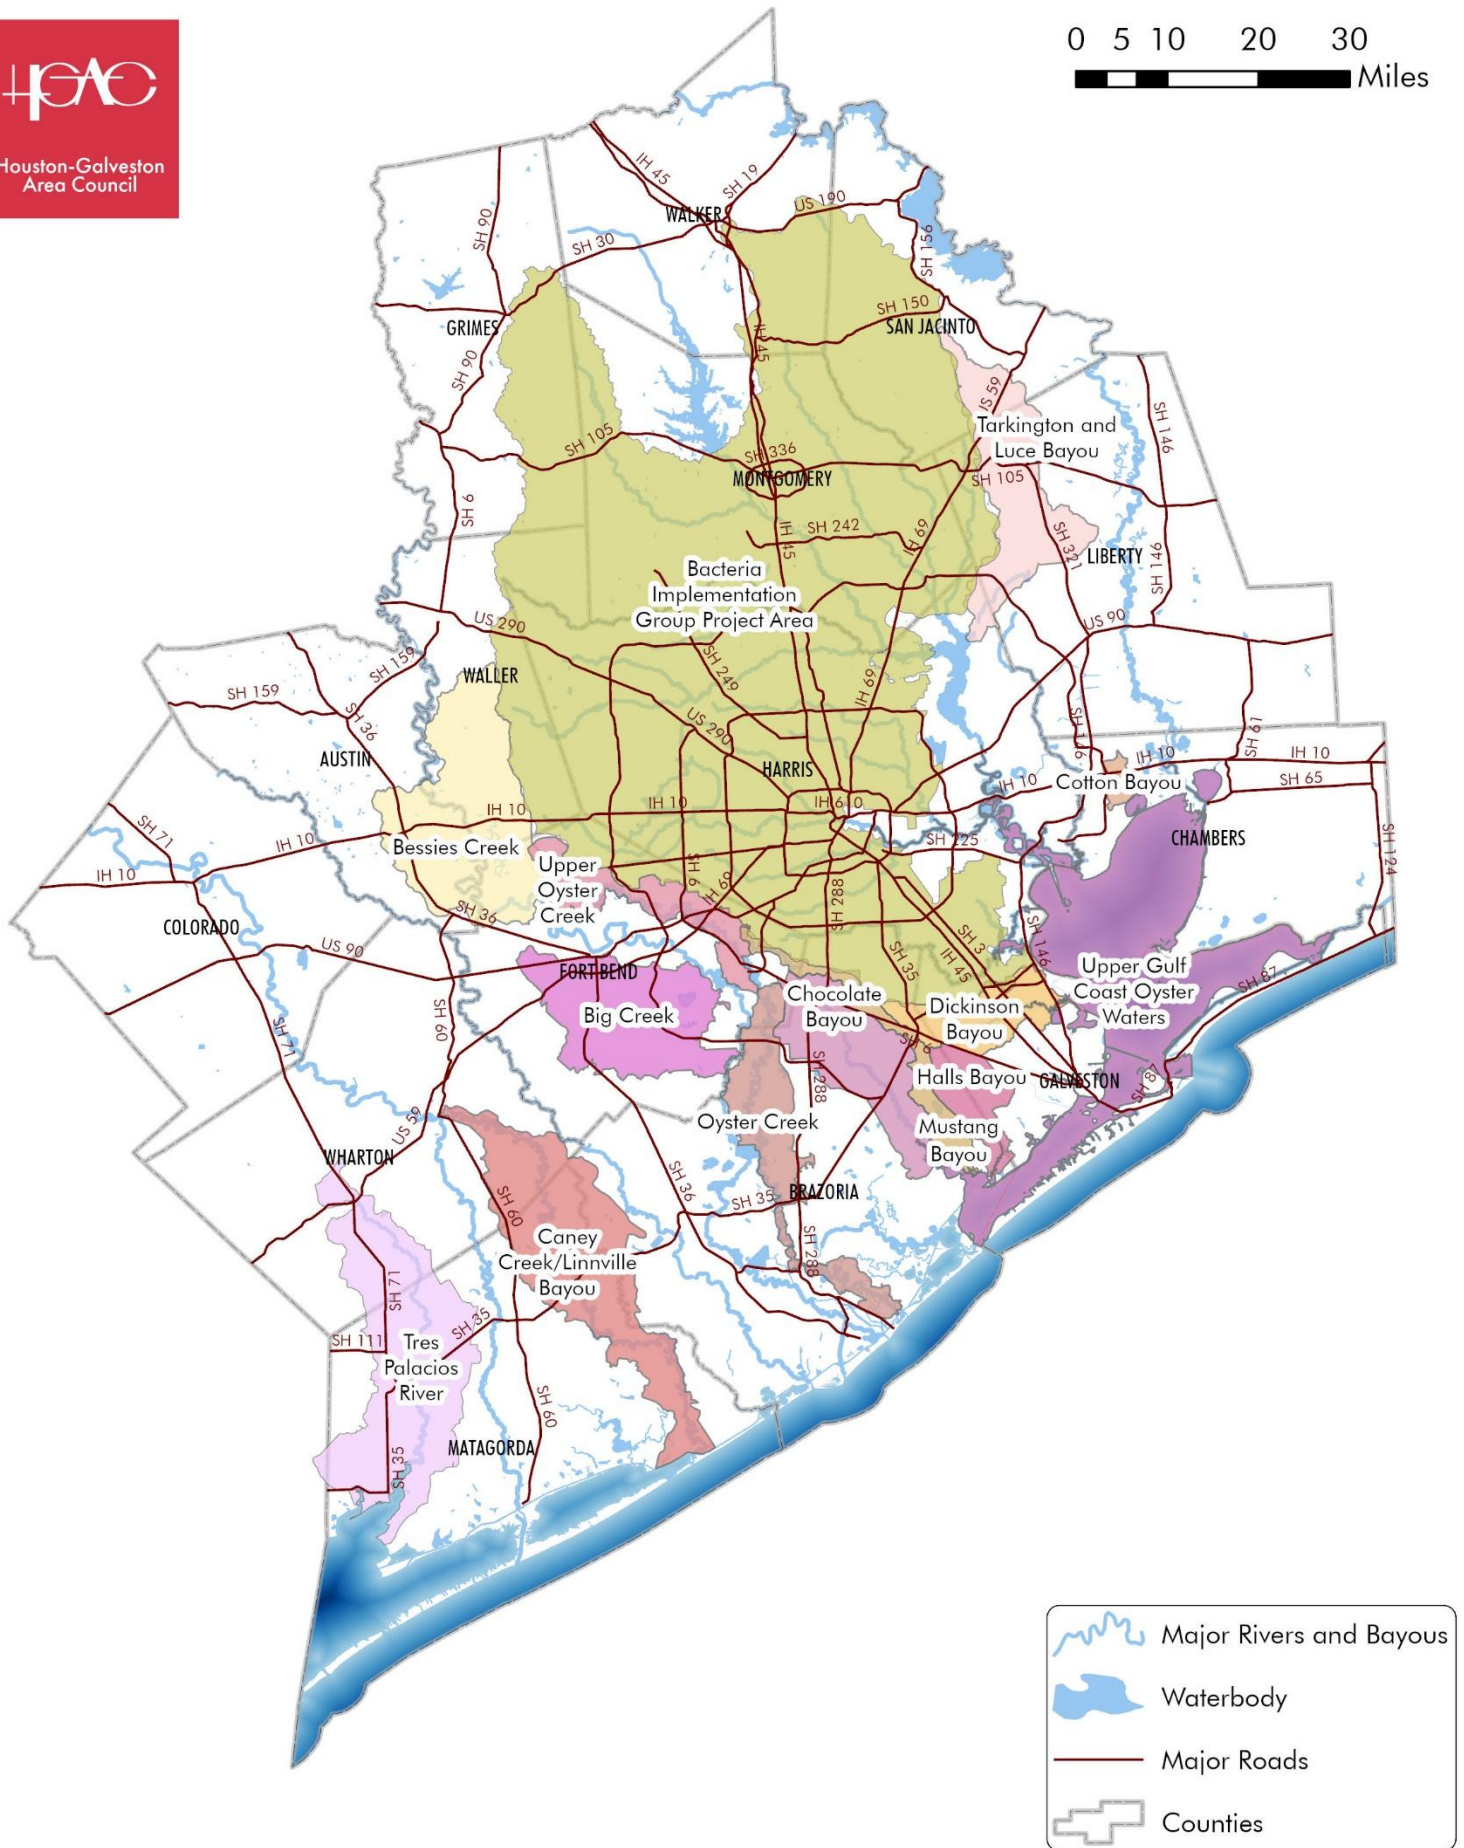 HGAC
Houston-Galveston
Area Council
0 5 10 20 30
Miles
IH 45
SH 19
WALKER
US 190
SH 90
SH 30
SH 156
SH 150
SAN JACINTO
GRIMES
IH 45
SH 90
US 59
Tarkington and
Luce Bayou
SH 146
SH 105
SH 336
MONTGOMERY
SH 105
SH 6
SH 242
IH 45
IH 69
SH 321
LIBERTY
SH 146
Bacteria
Implementation
Group Project Area
US 290
US 90
SH 159
SH 249
WALLER
IH 69
SH 159
SH 36
US 290
SH 146
SH 61
AUSTIN
HARRIS
IH 10
IH 10
IH 10
Cotton Bayou
SH 65
IH 10
IH 10
IH 610
SH 71
IH 10
Bessies Creek
SH 225
CHAMBERS
SH 124
IH 10
Upper
Oyster
Creek
SH 6
IH 69
SH 288
SH 36
COLORADO
US 90
SH 3
SH 146
SH 35
IH 45
FORT BEND
Upper Gulf
Coast Oyster
Waters
SH 87
Big Creek
Chocolate
Bayou
Dickinson
Bayou
SH 60
SH 71
SH 6
SH 288
Halls Bayou
GALVESTON
SH 87
Oyster Creek
US 59
Mustang
Bayou
WHARTON
SH 36
SH 35
BRAZORIA
SH 60
Caney
Creek/Linnville
Bayou
SH 288
SH 71
SH 35
SH 111
Tres
Palacios
River
SH 60
MATAGORDA
SH 35
Major Rivers and Bayous
Waterbody
Major Roads
Counties